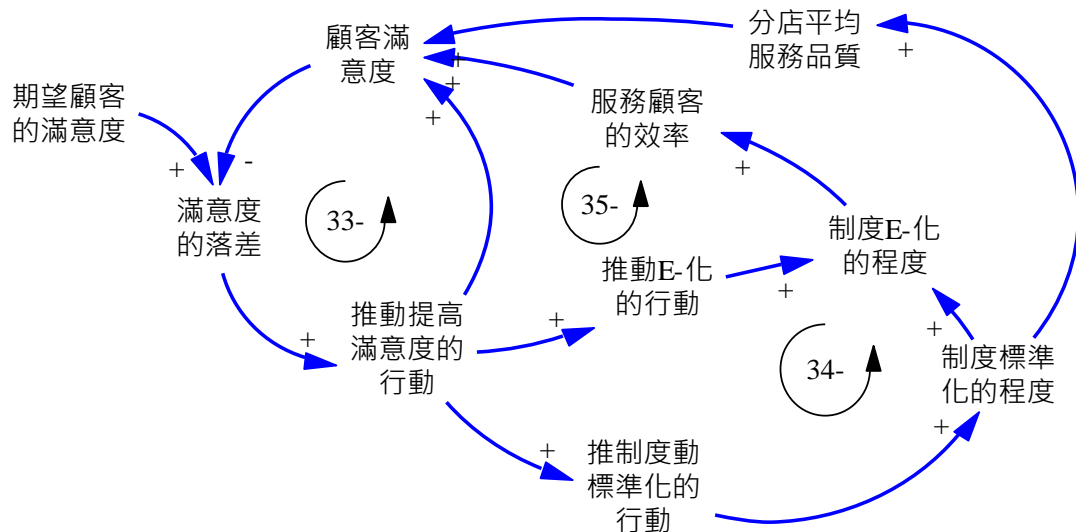 分店平均
服務品質
+
顧客滿
意度
+
+
+
期望顧客
的滿意度
服務顧客
的效率
+
-
+
滿意度
的落差
33-
35-
制度E-化
的程度
推動E-化
的行動
+
推動提高
滿意度的
行動
+
+
+
制度標準
化的程度
34-
+
+
推制度動
標準化的
行動